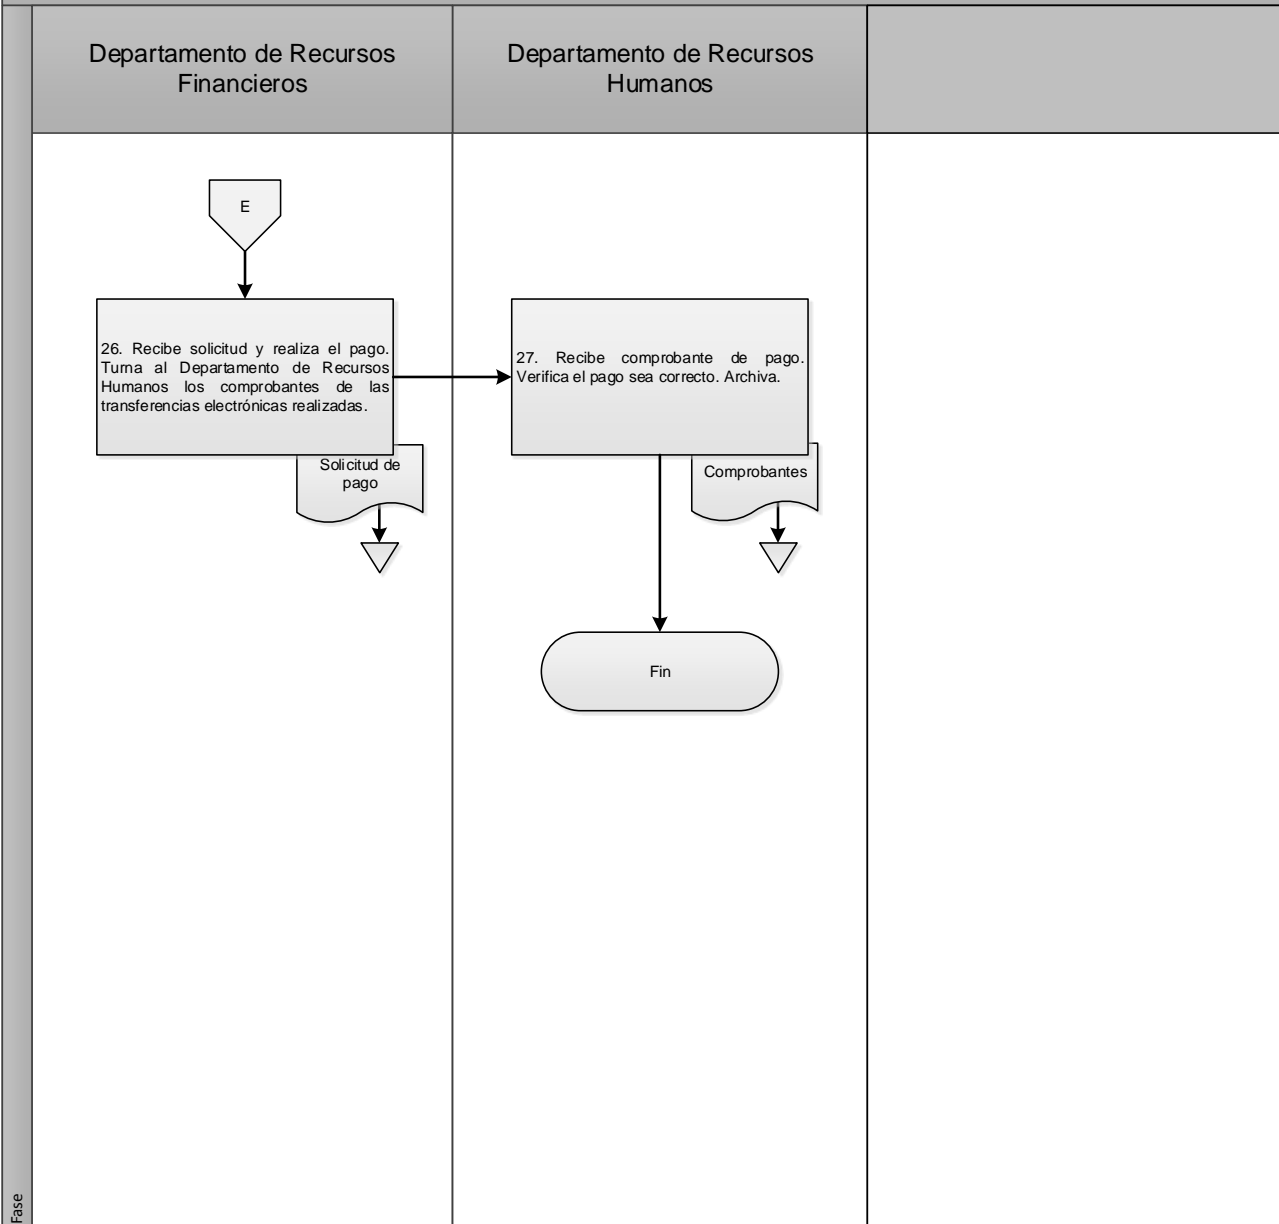 Departamento de Recursos
Financieros
Departamento de Recursos
Humanos
E
26. Recibe solicitud y realiza el pago.
Turna al Departamento de Recursos
Humanos los comprobantes de las
transferencias electrónicas realizadas.
27. Recibe comprobante de pago.
Verifica el pago sea correcto. Archiva.
Solicitud de
pago
Comprobantes
Fin
Fase